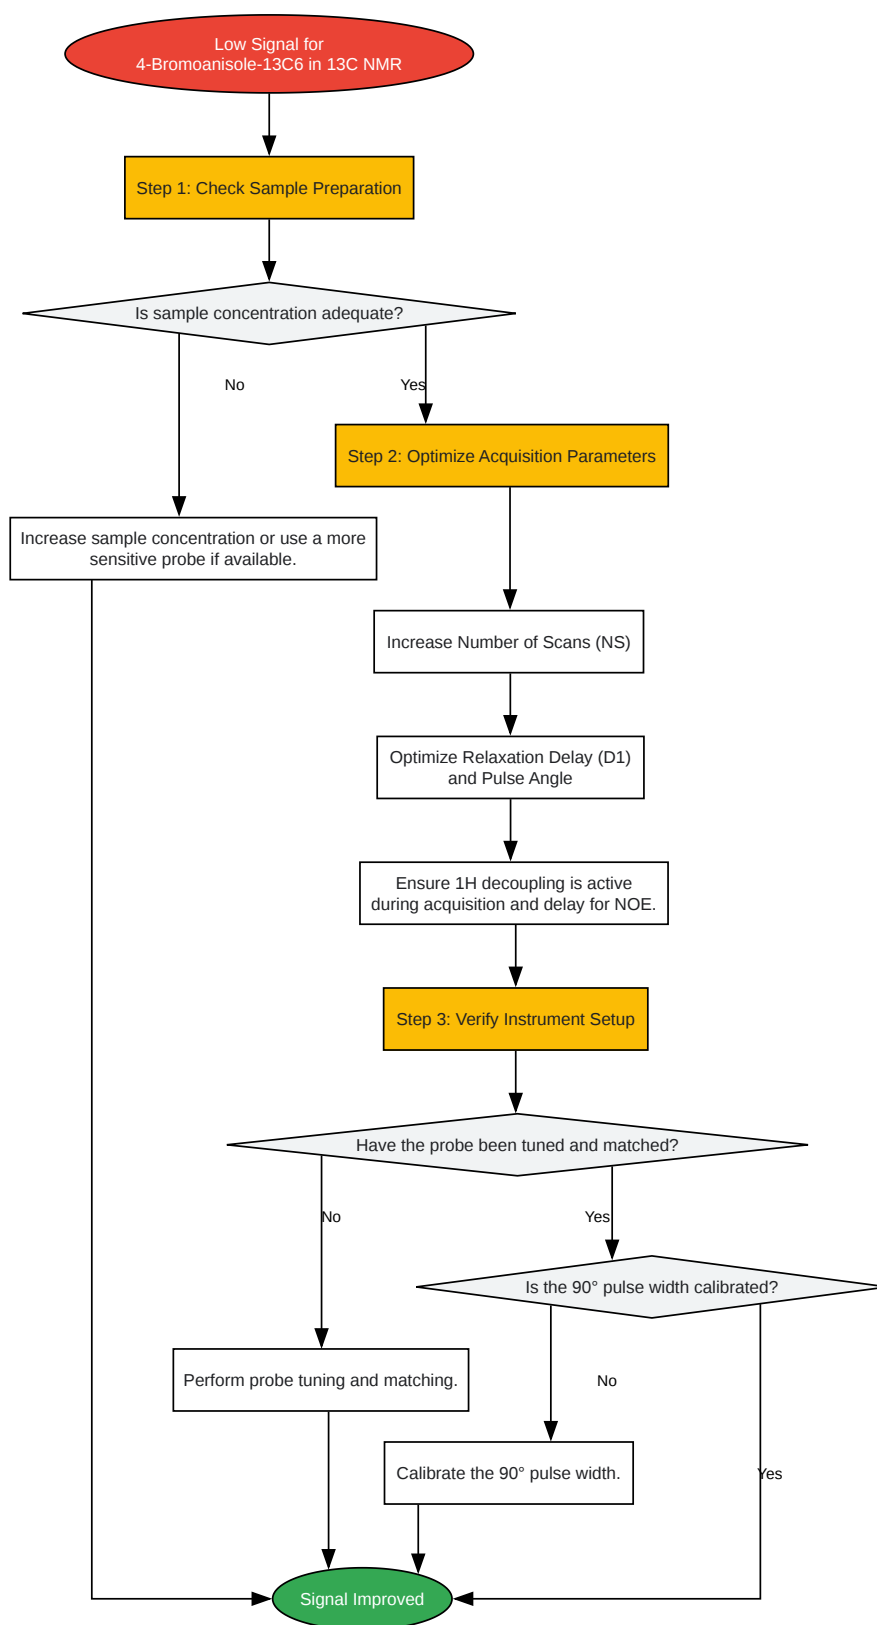 Low Signal for
4-Bromoanisole-13C6 in 13C NMR
Step 1: Check Sample Preparation
Is sample concentration adequate?
No
Yes
Step 2: Optimize Acquisition Parameters
Increase sample concentration or use a more
sensitive probe if available.
Increase Number of Scans (NS)
Optimize Relaxation Delay (D1)
and Pulse Angle
Ensure 1H decoupling is active
during acquisition and delay for NOE.
Step 3: Verify Instrument Setup
Have the probe been tuned and matched?
No
Yes
Is the 90° pulse width calibrated?
Perform probe tuning and matching.
No
Calibrate the 90° pulse width.
Yes
Signal Improved